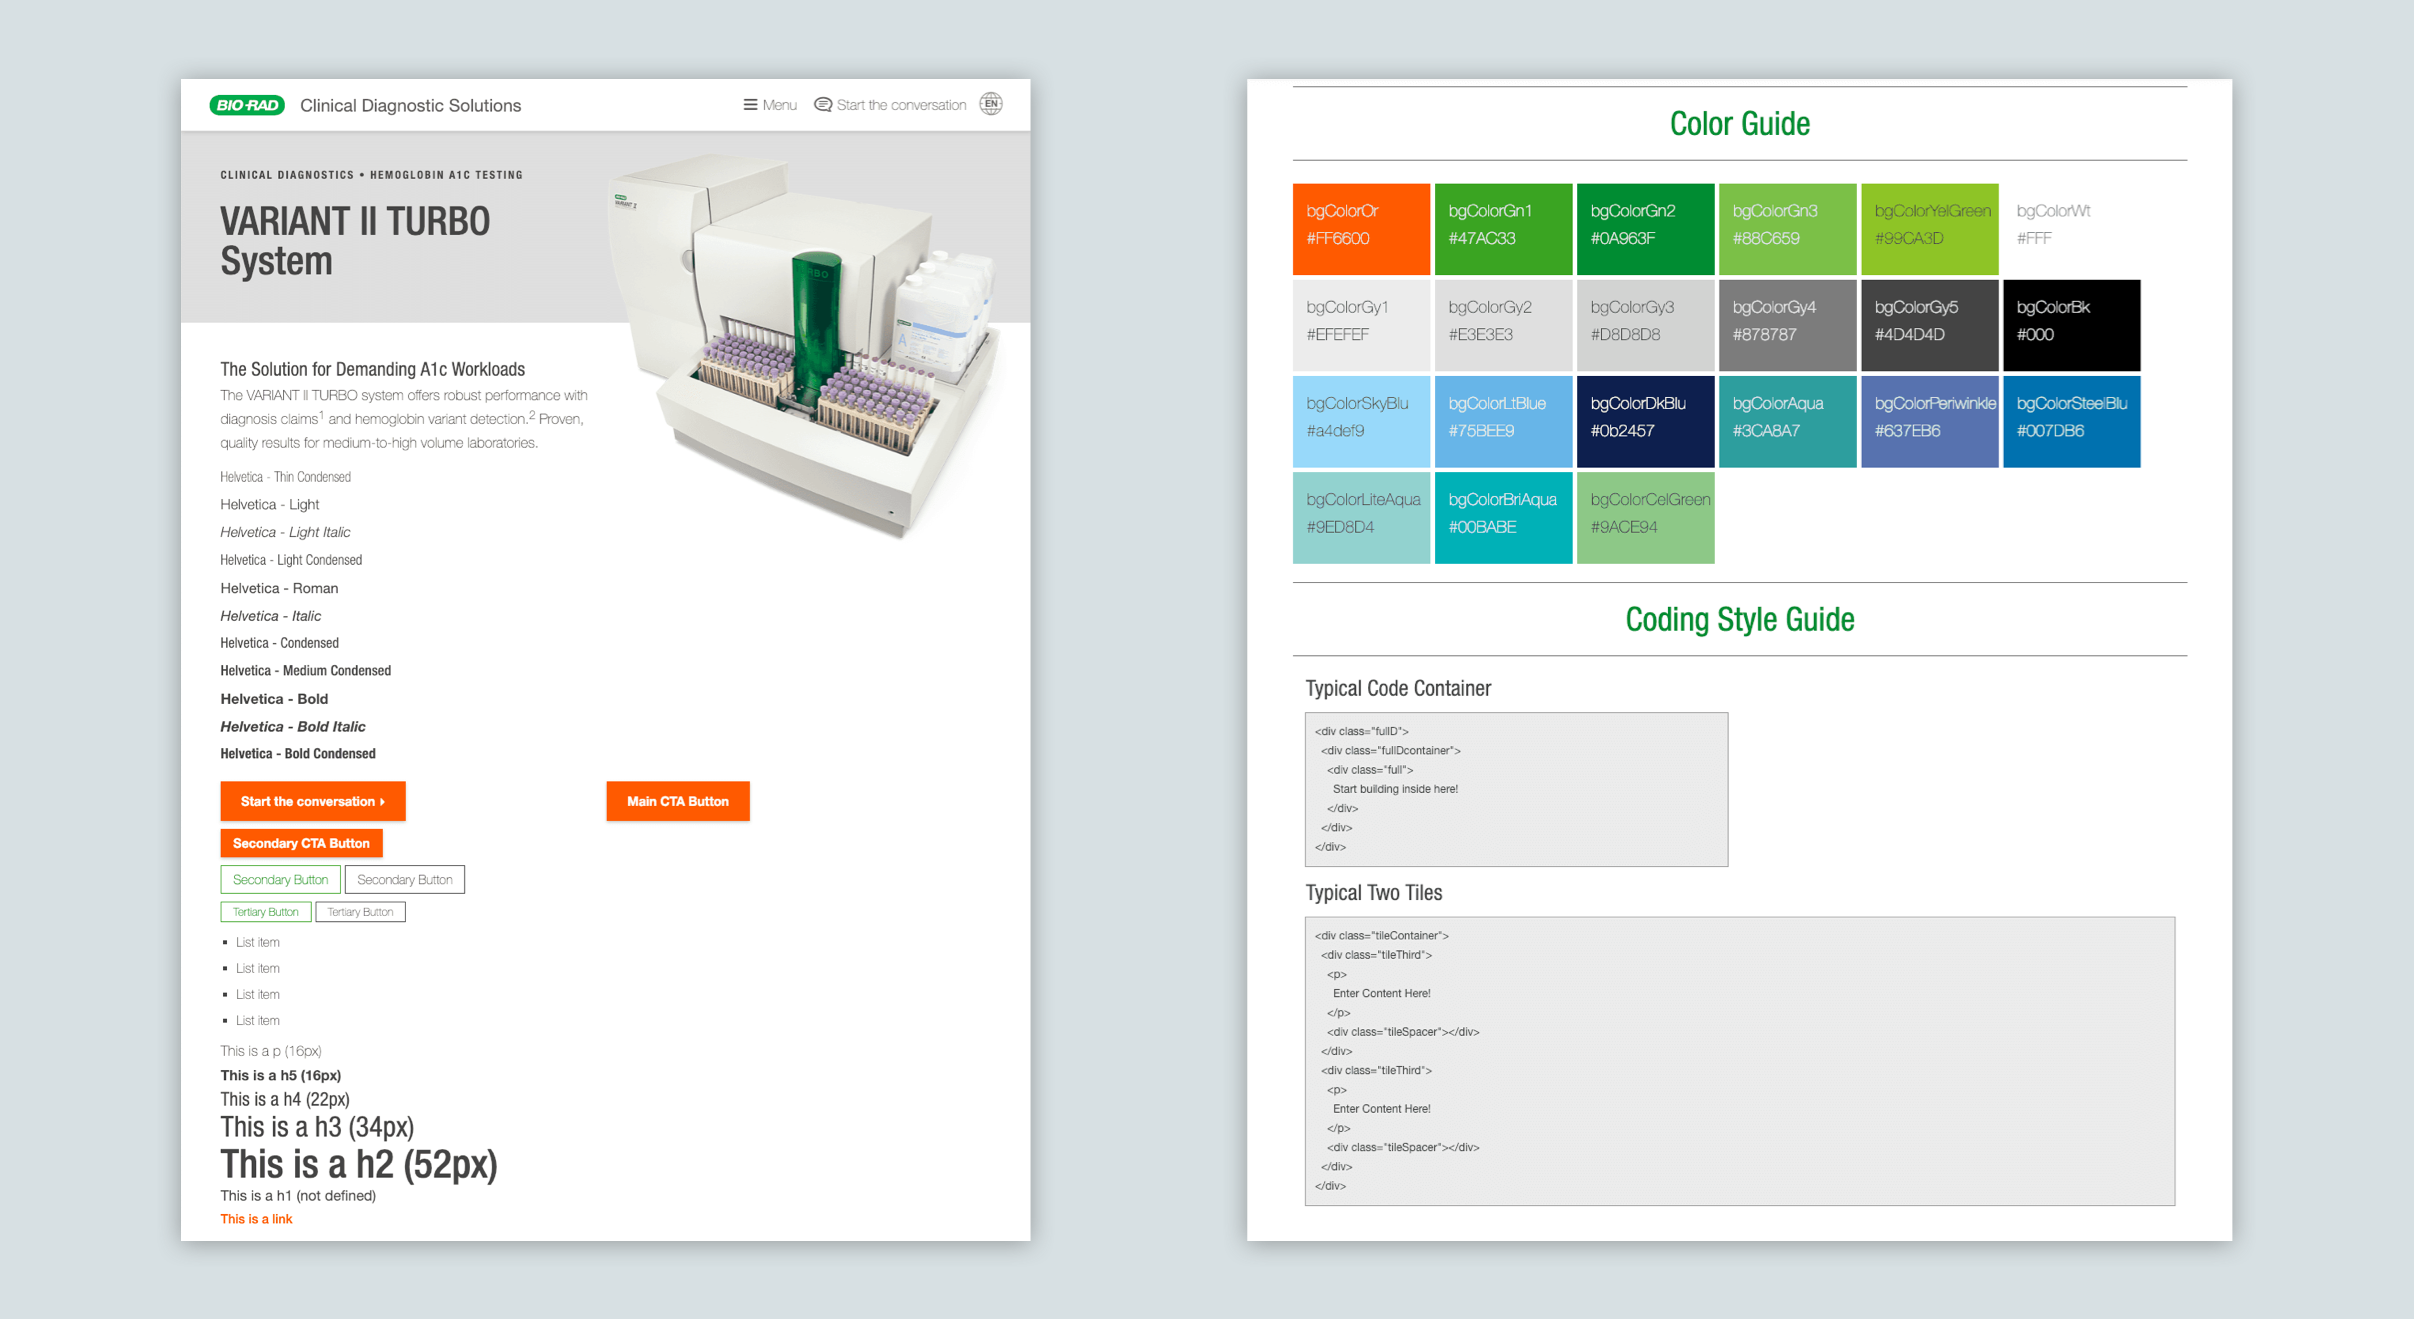 BIO-RAD
Clinical Diagnostic Solutions
Menu
Start the conversation
EN
CLINICAL DIAGNOSTICS • HEMOGLOBIN A1C TESTING
VARIANT II TURBO
System
The Solution for Demanding A1c Workloads
The VARIANT II TURBO system offers robust performance with
diagnosis claims1 and hemoglobin variant detection.2 Proven,
quality results for medium-to-high volume laboratories.
Helvetica - Thin Condensed
Helvetica - Light
Helvetica - Light Italic
Helvetica - Light Condensed
Helvetica - Roman
Helvetica - Italic
Helvetica - Condensed
Helvetica - Medium Condensed
Helvetica - Bold
Helvetica - Bold Italic
Helvetica - Bold Condensed
Start the conversation
Main CTA Button
Secondary CTA Button
Secondary Button
Secondary Button
Tertiary Button
Tertiary Button
List item
List item
List item
List item
This is a p (16px)
This is a h5 (16px)
This is a h4 (22px)
This is a h3 (34px)
This is a h2 (52px)
This is a h1 (not defined)
This is a link
Color Guide
bgColorOr
#FF6600
bgColorGn1
#47AC33
bgColorGn2
#0A963F
bgColorGn3
#88C659
bgColorYelGreen
#99CA3D
bgColorWt
#FFF
bgColorGy1
#EFEFEF
bgColorGy2
#E3E3E3
bgColorGy3
#D8D8D8
bgColorGy4
#878787
bgColorGy5
#4D4D4D
bgColorBk
#000
bgColorSkyBlu
#a4def9
bgColorLtBlue
#75BEE9
bgColorDkBlu
#0b2457
bgColorAqua
#3CA8A7
bgColorPeriwinkle
#637EB6
bgColorSteelBlu
#007DB6
bgColorLiteAqua
#9ED8D4
bgColorBriAqua
#00BABE
bgColorCelGreen
#9ACE94
Coding Style Guide
Typical Code Container
<div class="fullD">
<div class="fullDcontainer">
<div class="full">
Start building inside here!
</div>
</div>
</div>
Typical Two Tiles
<div class="tileContainer">
<div class="tileThird">
<p>
Enter Content Here!
</p>
<div class="tileSpacer"></div>
</div>
<div class="tileThird">
<p>
Enter Content Here!
</p>
<div class="tileSpacer"></div>
</div>
</div>